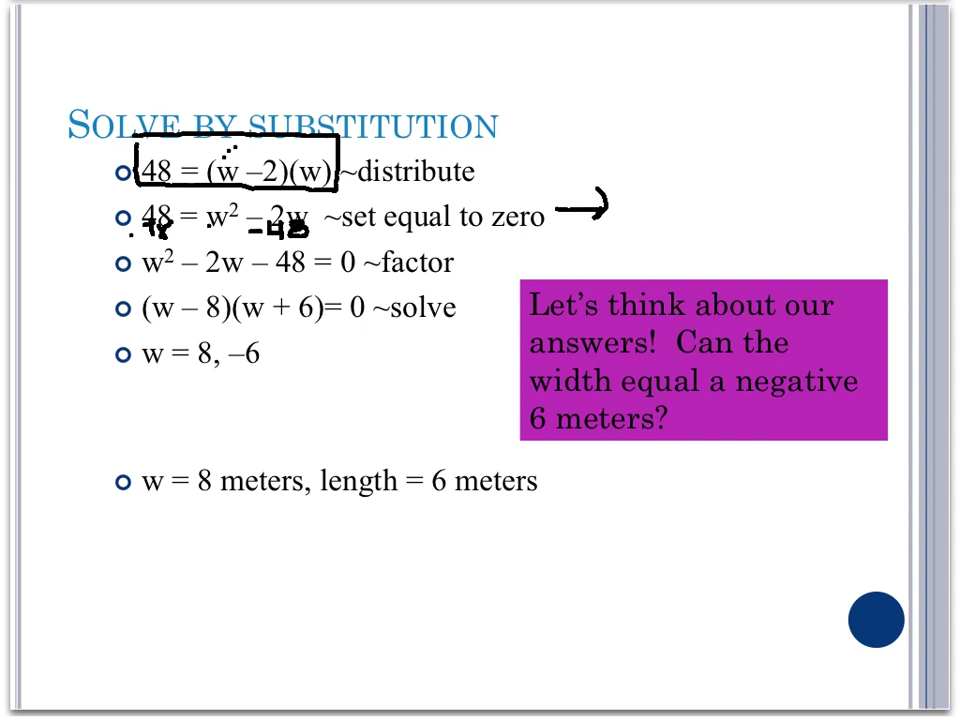 SOLVE BY SUBSTITUTION
48 = (w –2)(w) ~distribute
48 = w² – 2w ~set equal to zero
-48
w² – 2w – 48 = 0 ~factor
(w – 8)(w + 6)= 0 ~solve
w = 8, –6
Let's think about our
answers! Can the
width equal a negative
6 meters?
w = 8 meters, length = 6 meters